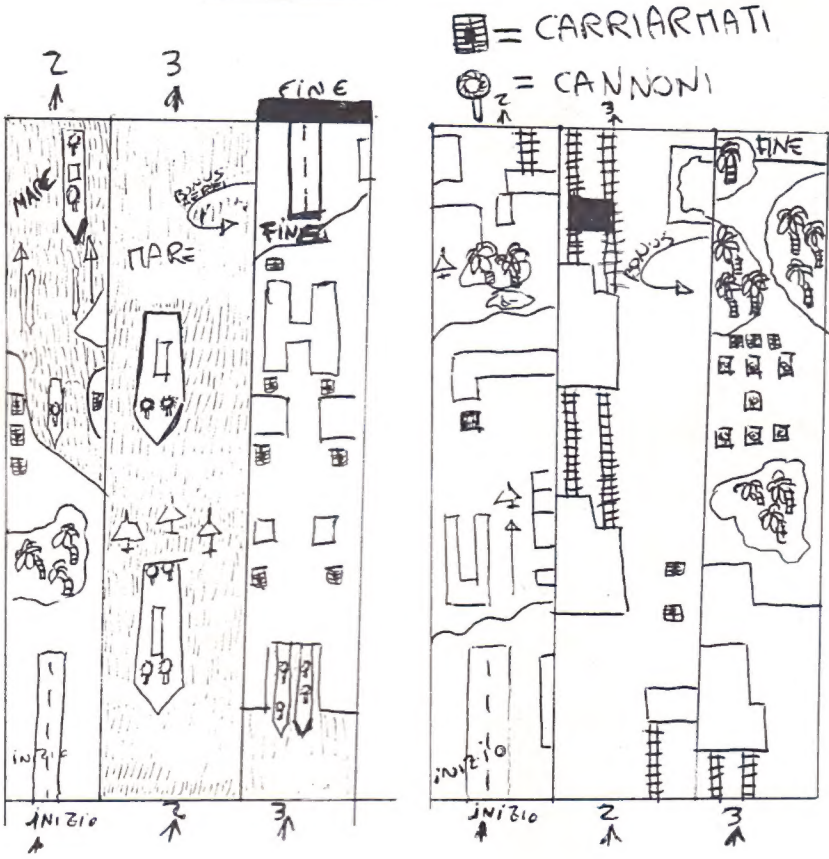 = CARRIARMATI
= CANNONI
2
3
FINE
MARE
BONUS
FINE
MARE
INIZIO
INIZIO
2
3
2
3
FINE
BONUS
INIZIO
INIZIO
2
3